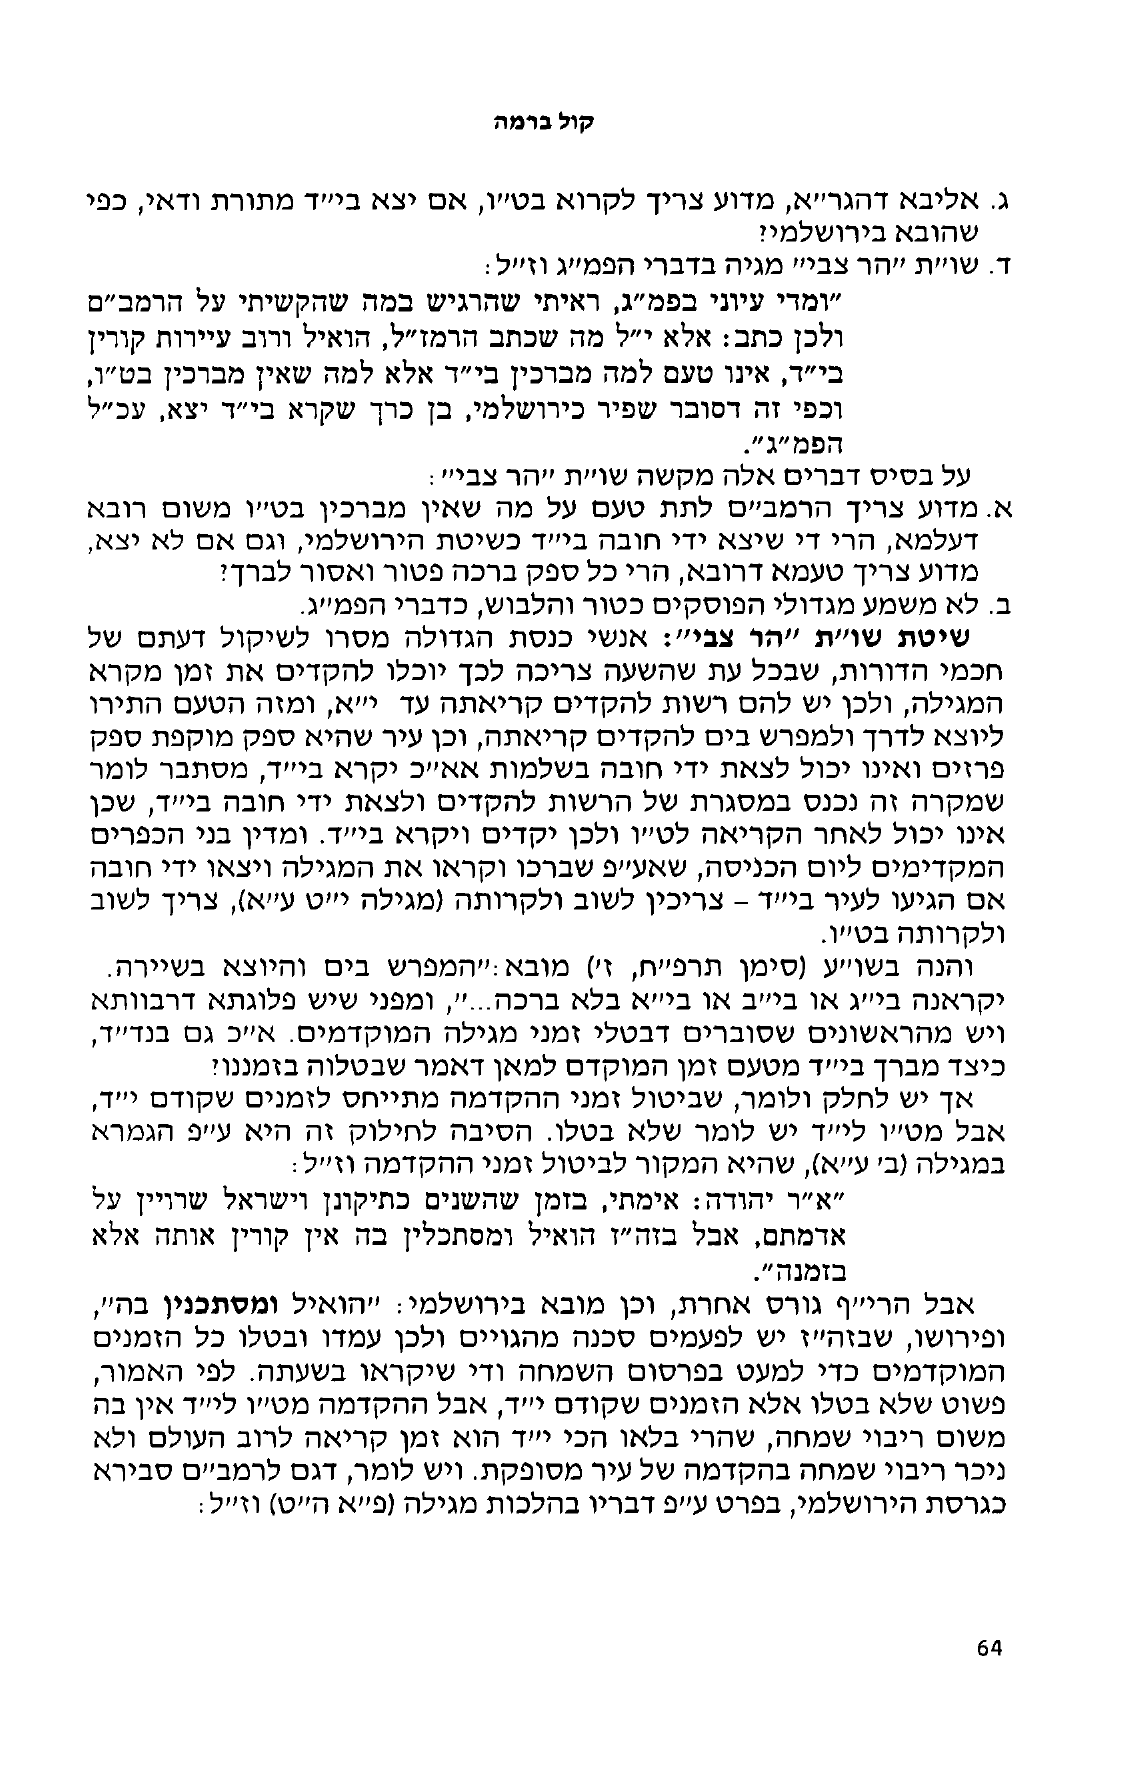 קול ברמה
ג. אליבא דהגר״א, מדוע צריך לקרוא בט״ו, אם יצא בי״ד מתורת ודאי, כפי
שהובא בירושלמי?
ד. שו״ת ״הר צבי״ מגיה בדברי הפמ״ג וז״ל:
״ומדי עיוני בפמ״ג, ראיתי שהרגיש במה שהקשיתי על הרמב״ם
ולכן כתב: אלא י״ל מה שכתב הרמז״ל, הואיל ורוב עיירות קורין
בי״ד, אינו טעם למה מברכין בי״ד אלא למה שאין מברכין בט״ו,
וכפי זה דסובר שפיר כירושלמי, בן כרך שקרא בי״ד יצא, עכ״ל
הפמ״ג״.
על בסיס דברים אלה מקשה שו״ת ״הר צבי״:
א. מדוע צריך הרמב״ם לתת טעם על מה שאין מברכין בט״ו משום רובא
דעלמא, הרי די שיצא ידי חובה בי״ד כשיטת הירושלמי, וגם אם לא יצא,
מדוע צריך טעמא דרובא, הרי כל ספק ברכה פטור ואסור לברך?
ב. לא משמע מגדולי הפוסקים כטור והלבוש, כדברי הפמ״ג.
שיטת שו״ת ״הר צבי״: אנשי כנסת הגדולה מסרו לשיקול דעתם של
חכמי הדורות, שבכל עת שהשעה צריכה לכך יוכלו להקדים את זמן מקרא
המגילה, ולכן יש להם רשות להקדים קריאתה עד י״א, ומזה הטעם התירו
ליוצא לדרך ולמפרש בים להקדים קריאתה, וכן עיר שהיא ספק מוקפת ספק
פרזים ואינו יכול לצאת ידי חובה בשלמות אא״כ יקרא בי״ד, מסתבר לומר
שמקרה זה נכנס במסגרת של הרשות להקדים ולצאת ידי חובה בי״ד, שכן
אינו יכול לאחר הקריאה לט״ו ולכן יקדים ויקרא בי״ד. ומדין בני הכפרים
המקדימים ליום הכניסה, שאע״פ שברכו וקראו את המגילה ויצאו ידי חובה
אם הגיעו לעיר בי״ד – צריכין לשוב ולקרותה (מגילה י״ט ע״א), צריך לשוב
ולקרותה בט״ו.
והנה בשו״ע (סימן תרפ״ח, ז׳) מובא:״המפרש בים והיוצא בשיירה.
יקראנה בי״ג או בי״ב או בי״א בלא ברכה...״, ומפני שיש פלוגתא דרבוותא
ויש מהראשונים שסוברים דבטלי זמני מגילה המוקדמים. א״כ גם בנד״ד,
כיצד מברך בי״ד מטעם זמן המוקדם למאן דאמר שבטלוה בזמננו?
אך יש לחלק ולומר, שביטול זמני ההקדמה מתייחס לזמנים שקודם י״ד,
אבל מט״ו לי״ד יש לומר שלא בטלו. הסיבה לחילוק זה היא ע״פ הגמרא
במגילה (ב׳ ע״א), שהיא המקור לביטול זמני ההקדמה וז״ל:
״א״ר יהודה: אימתי, בזמן שהשנים כתיקונן וישראל שרויין על
אדמתם, אבל בזה״ז הואיל ומסתכלין בה אין קורין אותה אלא
בזמנה״.
אבל הרי״ף גורס אחרת, וכן מובא בירושלמי: ״הואיל ומסתכנין בה״,
ופירושו, שבזה״ז יש לפעמים סכנה מהגויים ולכן עמדו ובטלו כל הזמנים
המוקדמים כדי למעט בפרסום השמחה ודי שיקראו בשעתה. לפי האמור,
פשוט שלא בטלו אלא הזמנים שקודם י״ד, אבל ההקדמה מט״ו לי״ד אין בה
משום ריבוי שמחה, שהרי בלאו הכי י״ד הוא זמן קריאה לרוב העולם ולא
ניכר ריבוי שמחה בהקדמה של עיר מסופקת. ויש לומר, דגם לרמב״ם סבירא
כגרסת הירושלמי, בפרט ע״פ דבריו בהלכות מגילה (פ״א ה״ט) וז״ל:
64